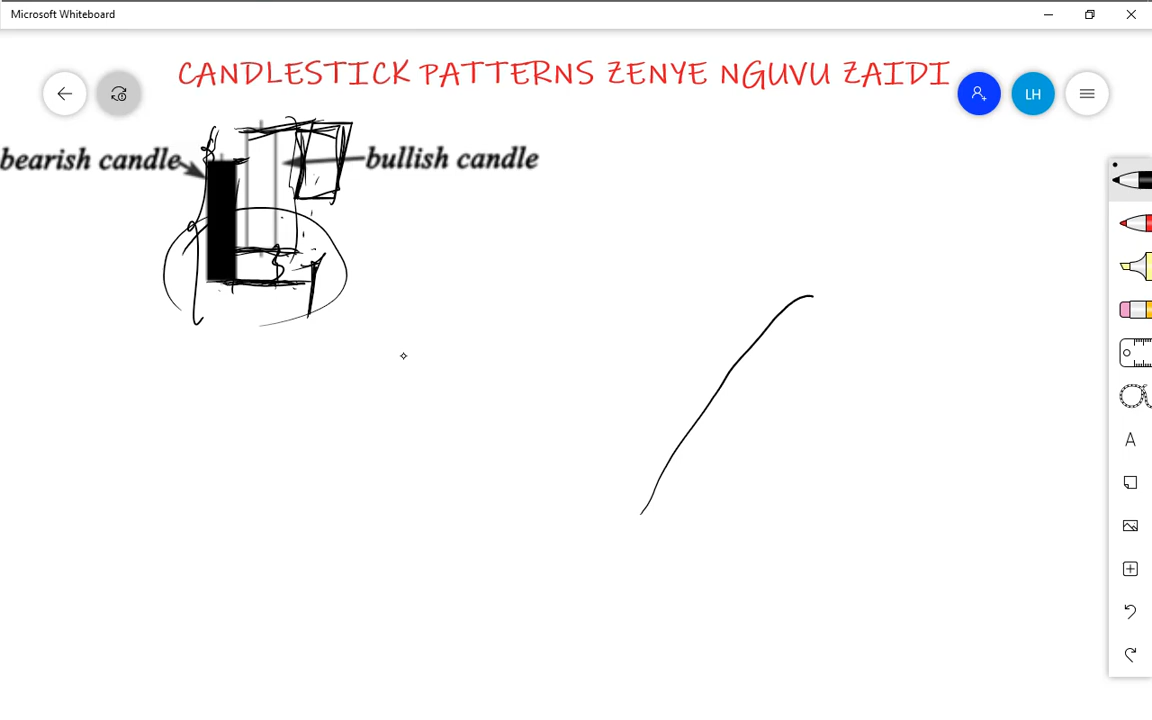 Microsoft Whiteboard
CANDLESTICK PATTERNS ZENYE NGUVU ZAIDI
LH
bearish candle
bullish candle
A